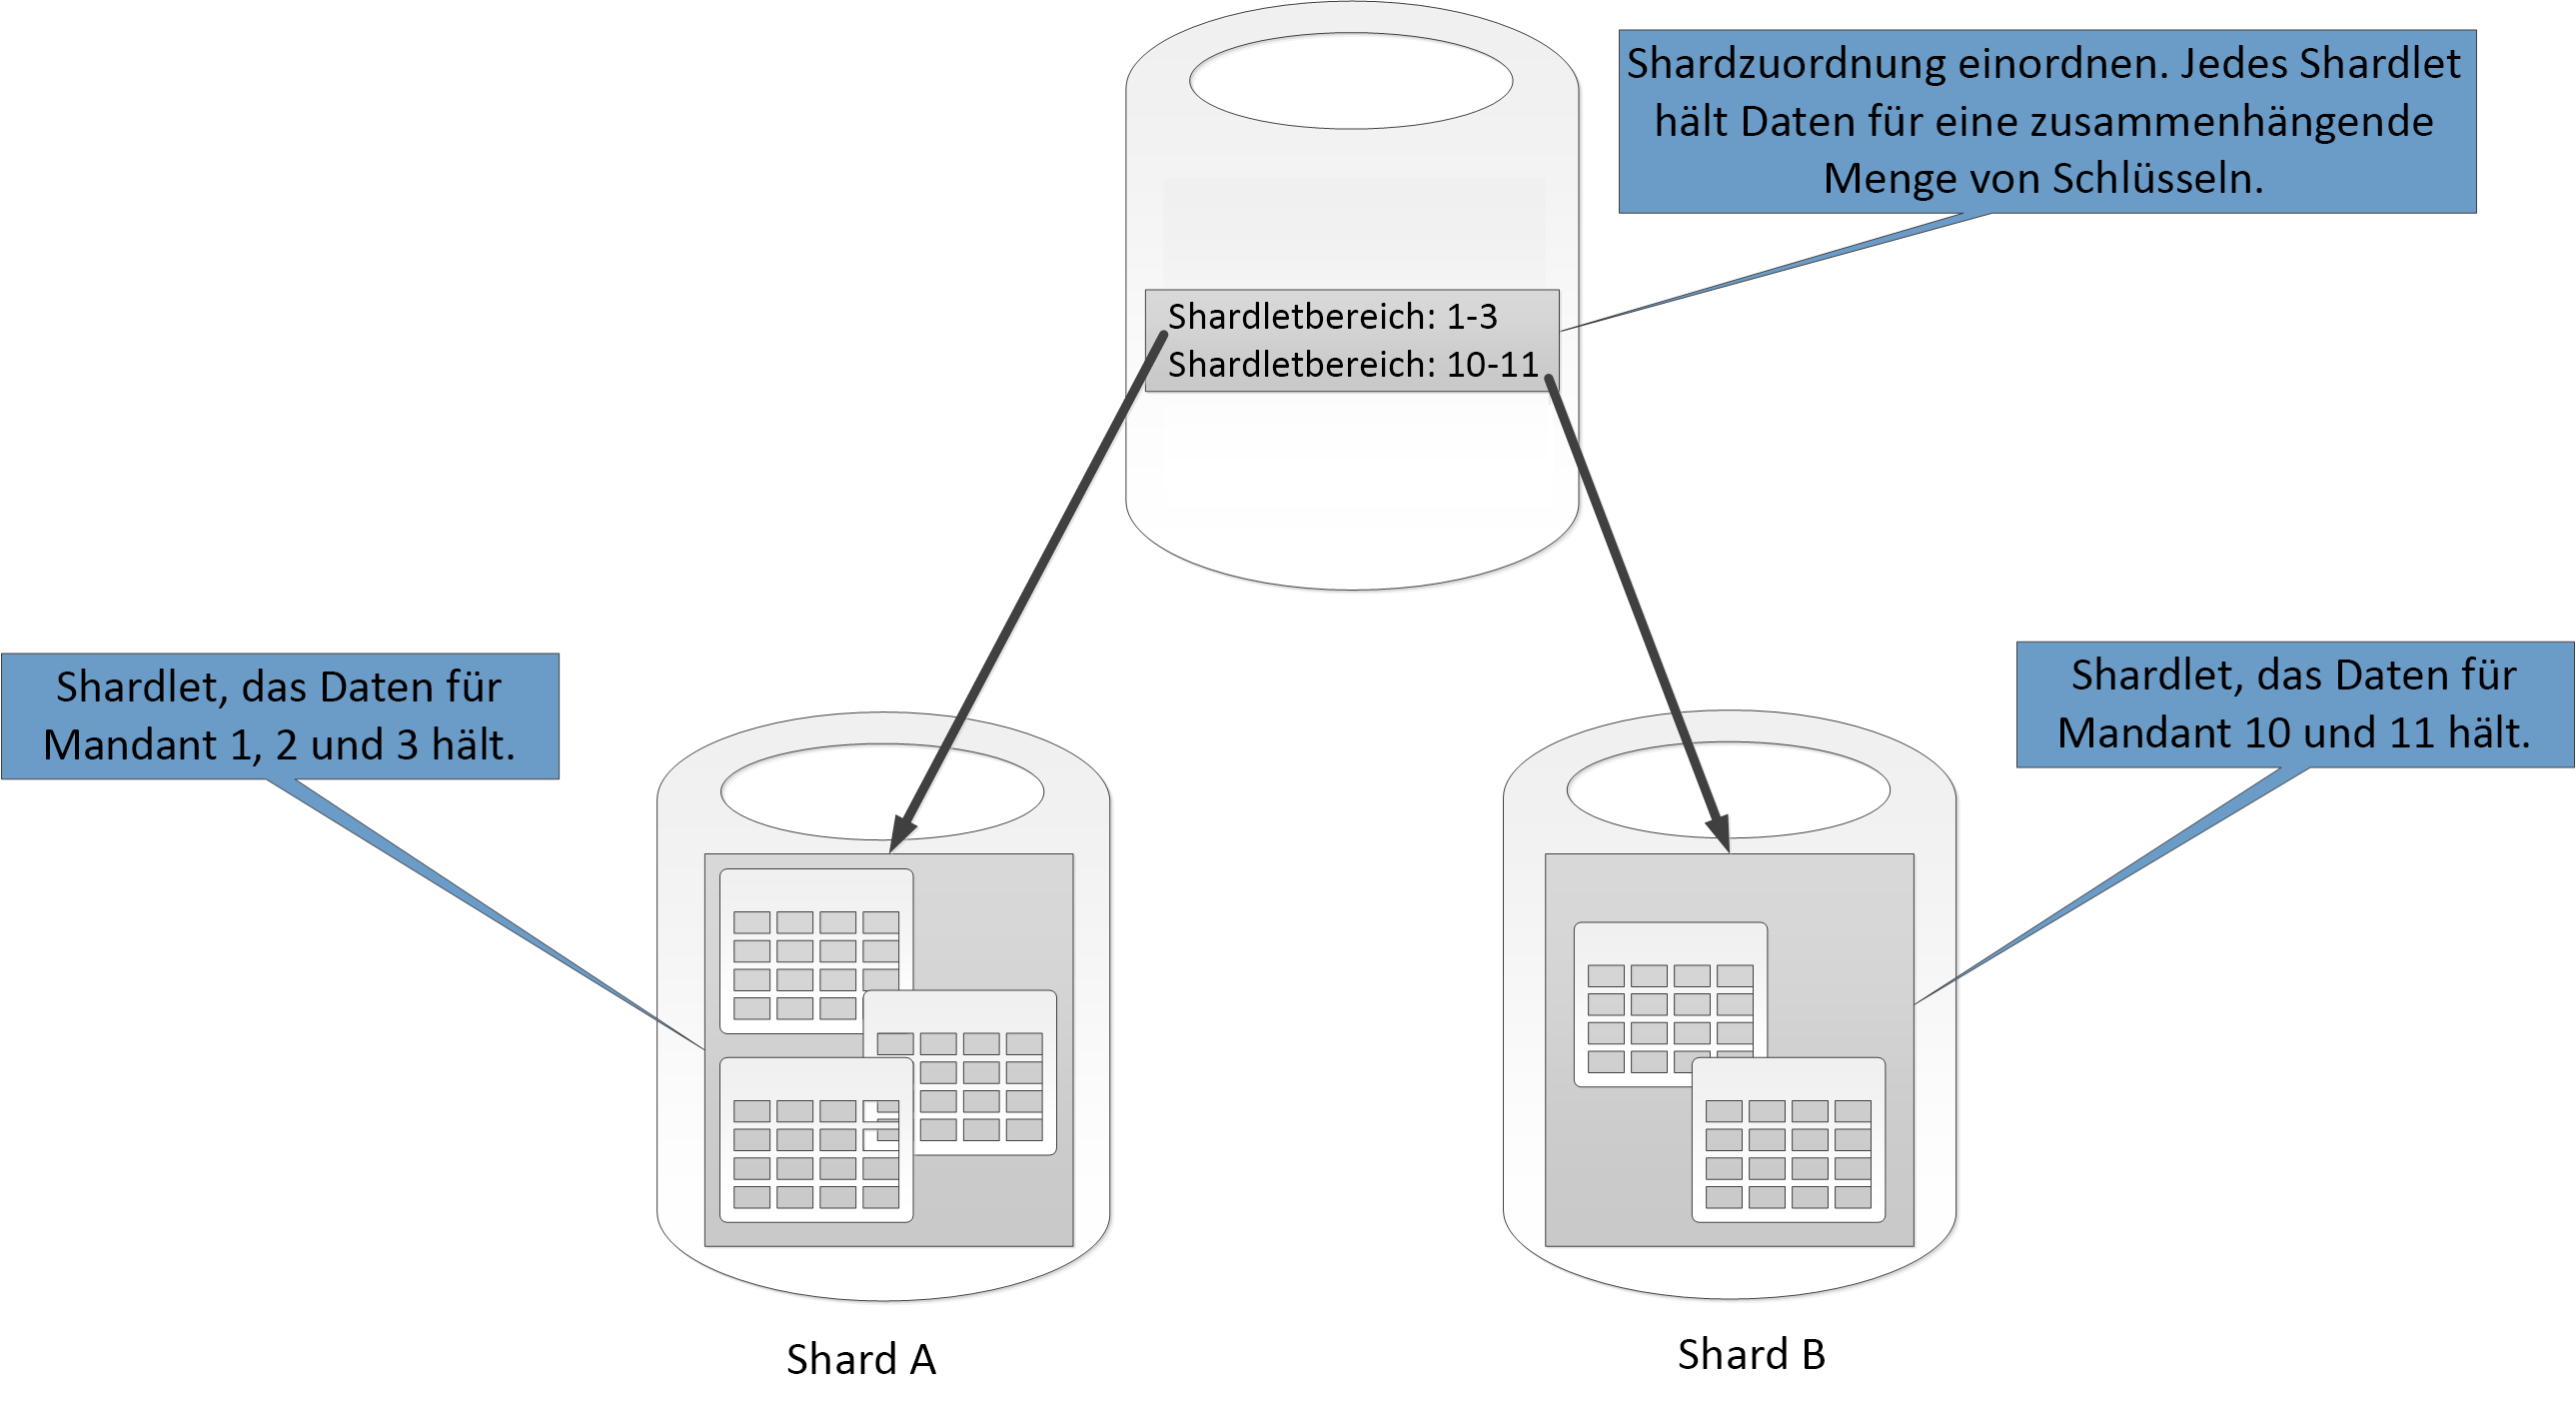 Shardzuordnung einordnen. Jedes Shardlet
hält Daten für eine zusammenhängende
Menge von Schlüsseln.
Shardletbereich: 1-3
Shardletbereich: 10-11
Shardlet, das Daten für
Mandant 1, 2 und 3 hält.
Shardlet, das Daten für
Mandant 10 und 11 hält.
Shard A
Shard B